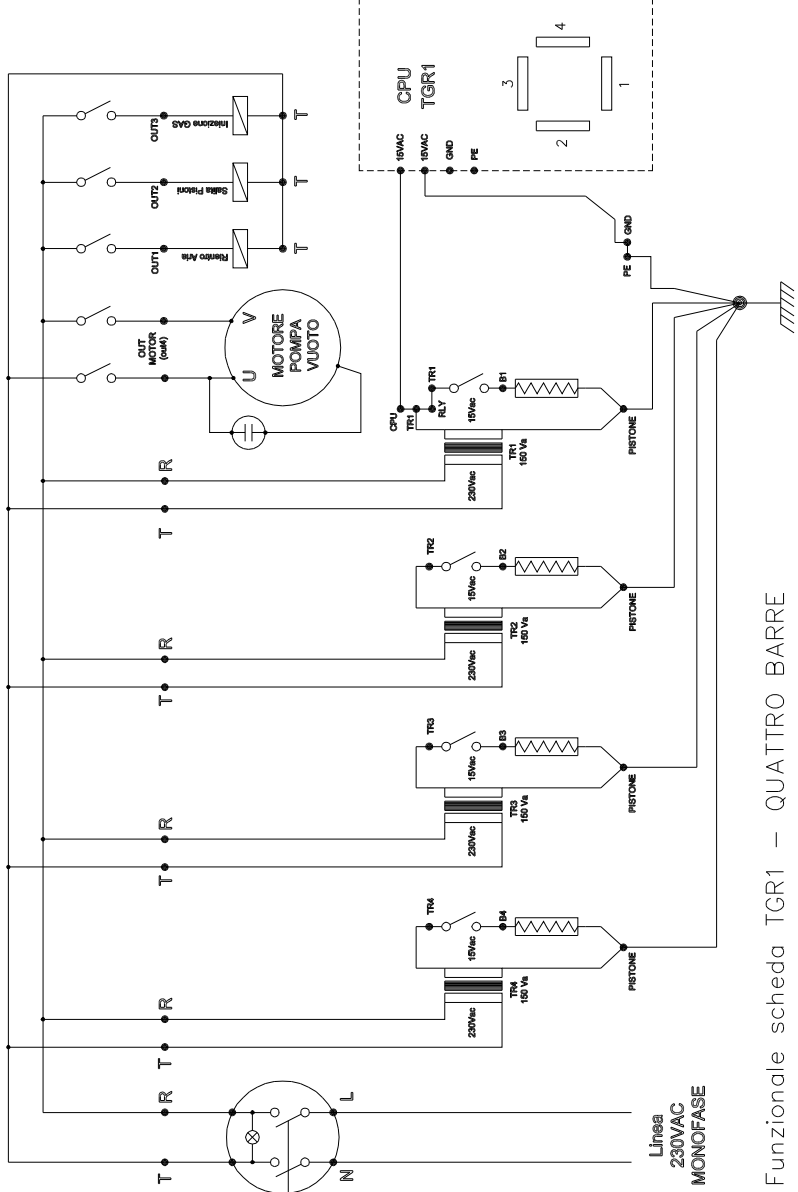 T
R
T
R
T
R
T
R
T
R
OUT
MOTOR
(out4)
OUT1
OUT2
OUT3
Rientro Aria
Salita Pistoni
Iniezione GAS
T
T
T
U
V
MOTORE
POMPA
VUOTO
N
L
Linea
230VAC
MONOFASE
230Vac
TR4
150 Va
15Vac
TR4
B4
PISTONE
230Vac
TR3
150 Va
15Vac
TR3
B3
PISTONE
230Vac
TR2
150 Va
15Vac
TR2
B2
PISTONE
230Vac
TR1
150 Va
15Vac
CPU
TR1
RLY
TR1
B1
PISTONE
CPU
TGR1
15VAC
15VAC
GND
PE
3
2
4
1
PE
GND
Funzionale scheda TGR1 - QUATTRO BARRE